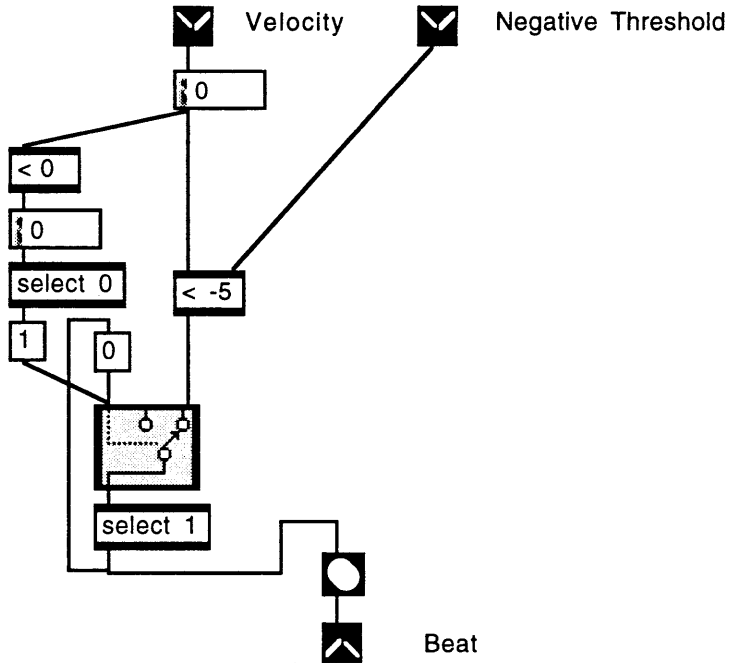 Velocity
Negative Threshold
0
< 0
0
select 0
< -5
1
0
select 1
Beat